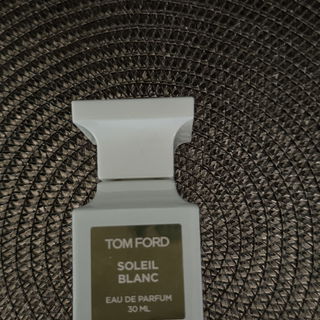 TOM FORD
SOLEIL
BLANC
EAU DE PARFUM
30 ML